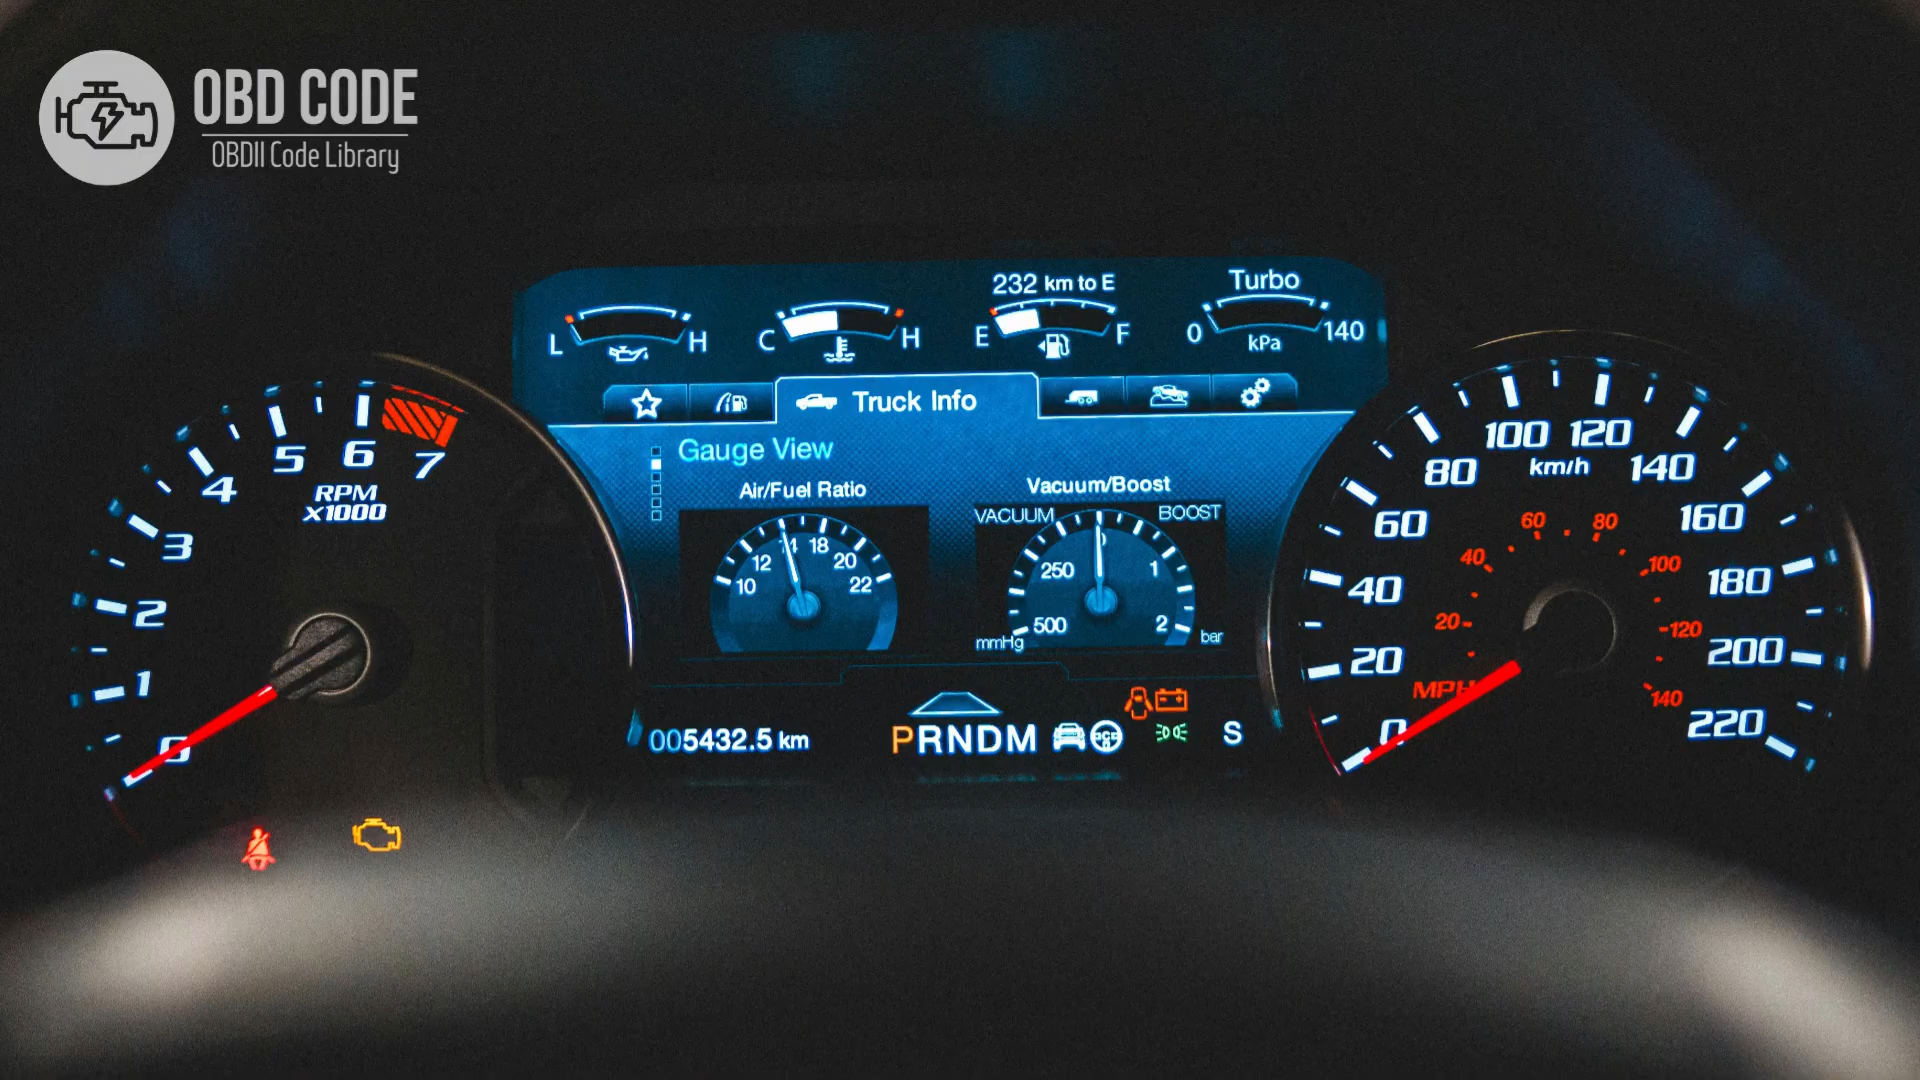 OBD CODE
OBDII Code Library
232 km to E
Turbo
L H
C H
E F
0 140
kPa
Truck Info
Gauge View
Air/Fuel Ratio
10 12 14 18 20 22
Vacuum/Boost
VACUUM BOOST
500 250 0 1 2
mmHg bar
0 1 2 3 4 5 6 7
RPM
X1000
0 20 40 60 80 100 120 140 160 180 200 220
km/h
20 40 60 80 100 120 140
MPH
005432.5 km
PRNDM
S